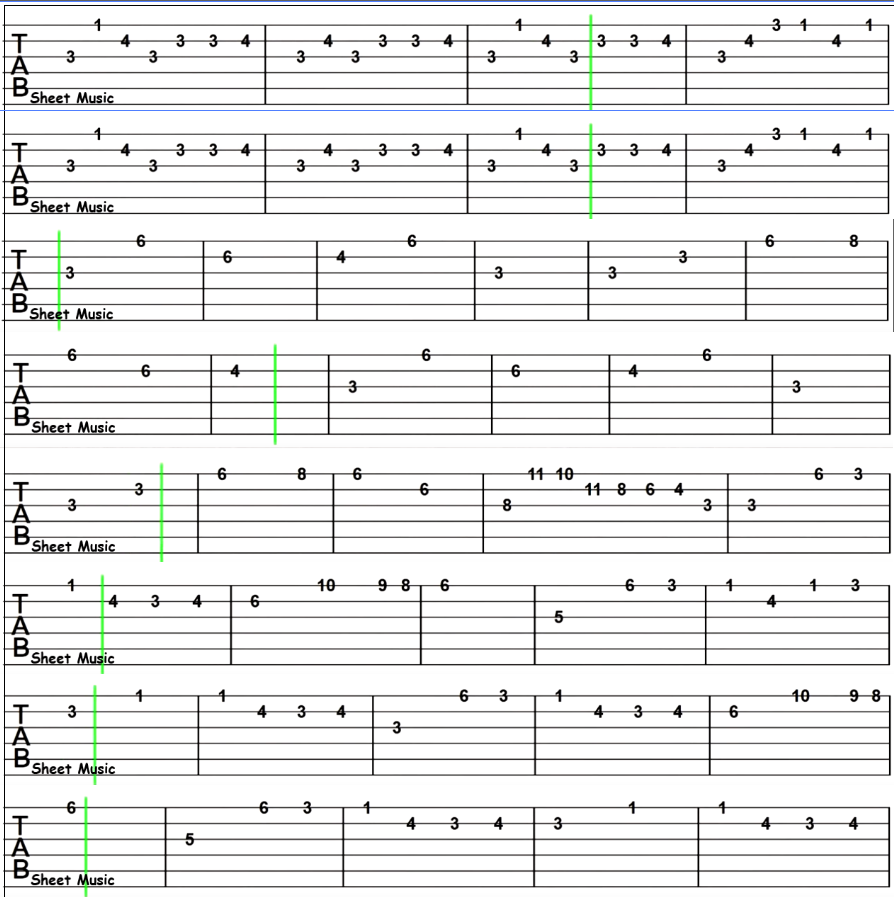 1 1 3 1 1
T 4 3 3 4 4 3 3 4 4 3 3 4 4 4
A 3 3 3 3 3 3 3
B Sheet Music
1 1 3 1 1
T 4 3 3 4 4 3 3 4 4 3 3 4 4 4
A 3 3 3 3 3 3 3
B Sheet Music
6 6 6 8
T 6 4 3
A 3 3 3
B Sheet Music
6 6 6
T 6 4 6 4
A 3 3
B Sheet Music
6 8 6 11 10 6 3
T 3 6 11 8 6 4
A 3 8 3 3
B Sheet Music
1 10 9 8 6 6 3 1 1 3
T 4 3 4 6 4
A 5
B Sheet Music
1 1 6 3 1 10 9 8
T 3 4 3 4 4 3 4 6
A 3
B Sheet Music
6 6 3 1 1 1
T 4 3 4 3 4 3 4
A 5
B Sheet Music